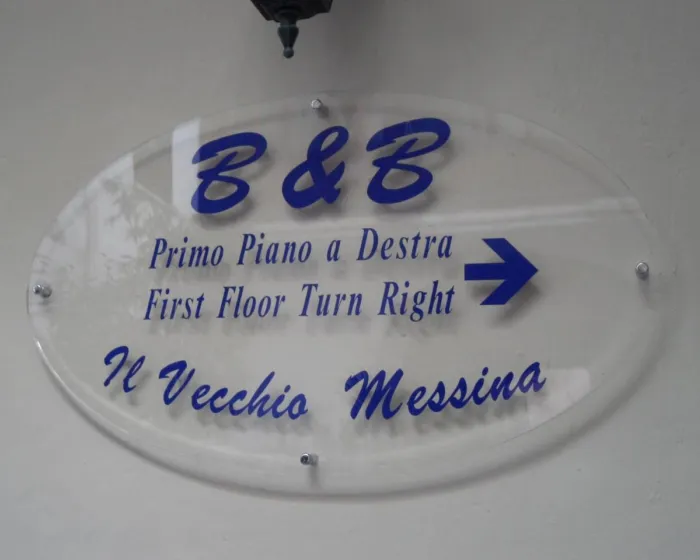 B & B
Primo Piano a Destra
First Floor Turn Right
Il Vecchio Messina